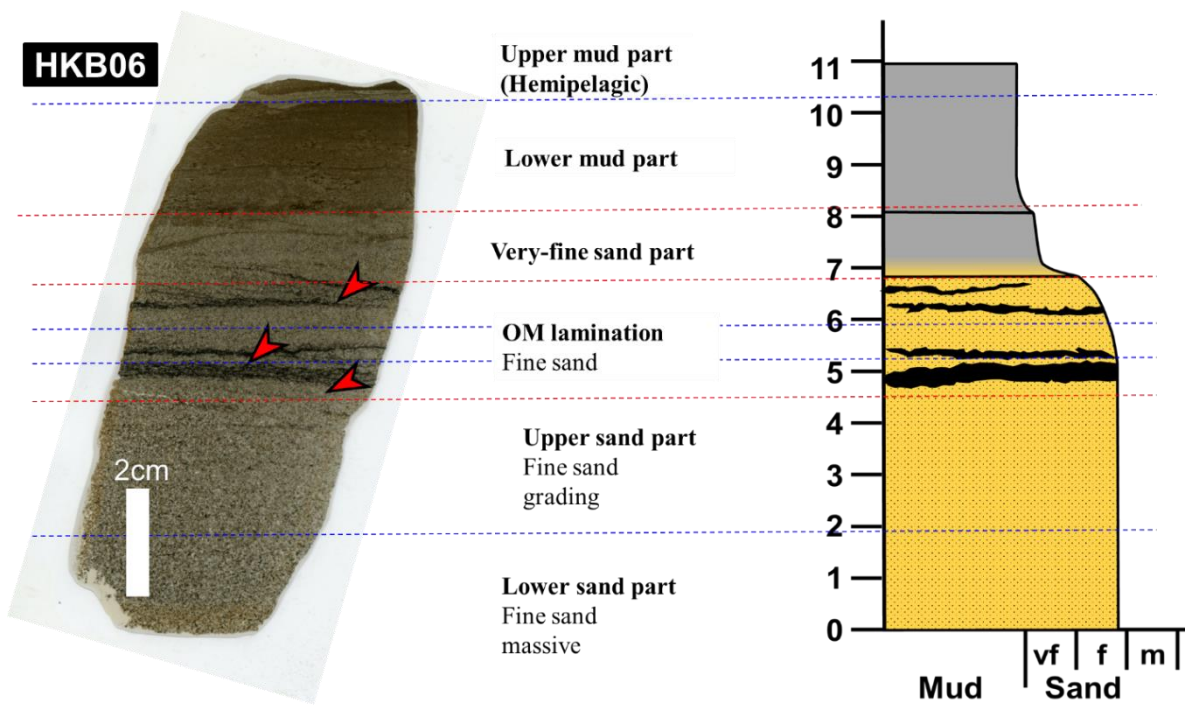 HKB06
Upper mud part
(Hemipelagic)
Lower mud part
Very-fine sand part
OM lamination
Fine sand
Upper sand part
Fine sand
grading
Lower sand part
Fine sand
massive
2cm
11
10
9
8
7
6
5
4
3
2
1
0
vf f m
Mud Sand